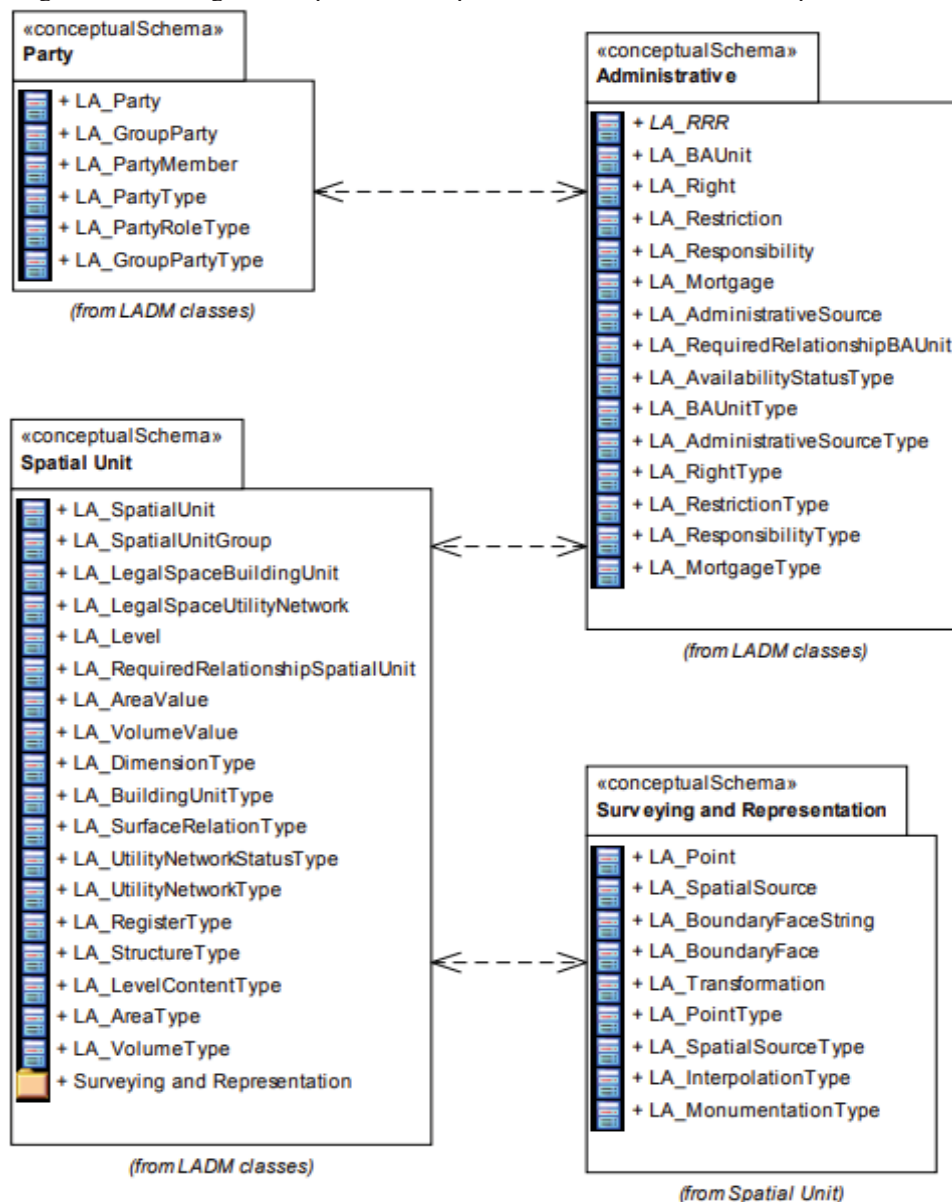 «conceptualSchema»
Party
+ LA_Party
+ LA_GroupParty
+ LA_PartyMember
+ LA_PartyType
+ LA_PartyRoleType
+ LA_GroupPartyType
(from LADM classes)
«conceptualSchema»
Administrative
+ LA_RRR
+ LA_BAUnit
+ LA_Right
+ LA_Restriction
+ LA_Responsibility
+ LA_Mortgage
+ LA_AdministrativeSource
+ LA_RequiredRelationshipBAUnit
+ LA_AvailabilityStatusType
+ LA_BAUnitType
+ LA_AdministrativeSourceType
+ LA_RightType
+ LA_RestrictionType
+ LA_ResponsibilityType
+ LA_MortgageType
(from LADM classes)
«conceptualSchema»
Spatial Unit
+ LA_SpatialUnit
+ LA_SpatialUnitGroup
+ LA_LegalSpaceBuildingUnit
+ LA_LegalSpaceUtilityNetwork
+ LA_Level
+ LA_RequiredRelationshipSpatialUnit
+ LA_AreaValue
+ LA_VolumeValue
+ LA_DimensionType
+ LA_BuildingUnitType
+ LA_SurfaceRelationType
+ LA_UtilityNetworkStatusType
+ LA_UtilityNetworkType
+ LA_RegisterType
+ LA_StructureType
+ LA_LevelContentType
+ LA_AreaType
+ LA_VolumeType
+ Surveying and Representation
(from LADM classes)
«conceptualSchema»
Surveying and Representation
+ LA_Point
+ LA_SpatialSource
+ LA_BoundaryFaceString
+ LA_BoundaryFace
+ LA_Transformation
+ LA_PointType
+ LA_SpatialSourceType
+ LA_InterpolationType
+ LA_MonumentationType
(from Spatial Unit)